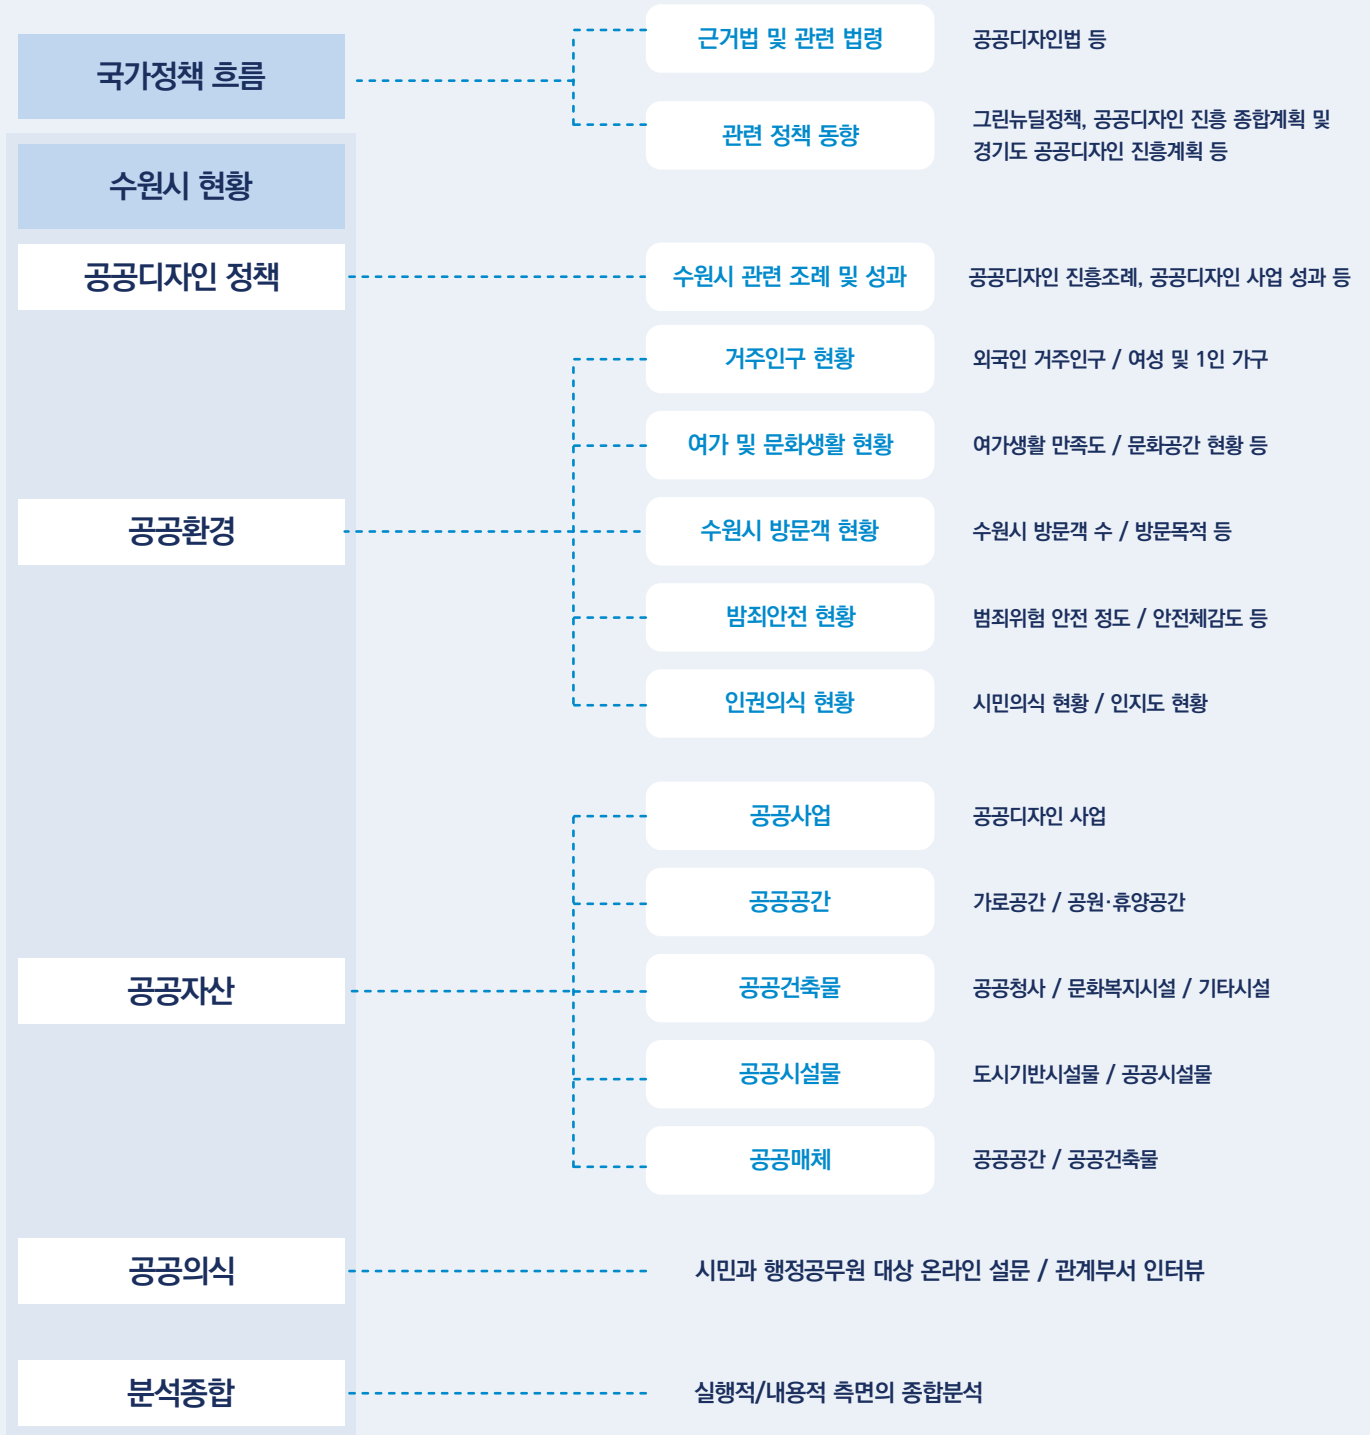 국가정책 흐름
근거법 및 관련 법령
공공디자인법 등
관련 정책 동향
그린뉴딜정책, 공공디자인 진흥 종합계획 및
경기도 공공디자인 진흥계획 등
수원시 현황
공공디자인 정책
수원시 관련 조례 및 성과
공공디자인 진흥조례, 공공디자인 사업 성과 등
공공환경
거주인구 현황
외국인 거주인구 / 여성 및 1인 가구
여가 및 문화생활 현황
여가생활 만족도 / 문화공간 현황 등
수원시 방문객 현황
수원시 방문객 수 / 방문목적 등
밤죄안전 현황
범죄위험 안전 정도 / 안전체감도 등
인권의식 현황
시민의식 현황 / 인지도 현황
공공자산
공공사업
공공디자인 사업
공공공간
가로공간 / 공원·휴양공간
공공건축물
공공청사 / 문화복지시설 / 기타시설
공공시설물
도시기반시설물 / 공공시설물
공공매체
공공공간 / 공공건축물
공공의식
시민과 행정공무원 대상 온라인 설문 / 관계부서 인터뷰
분석종합
실행적/내용적 측면의 종합분석